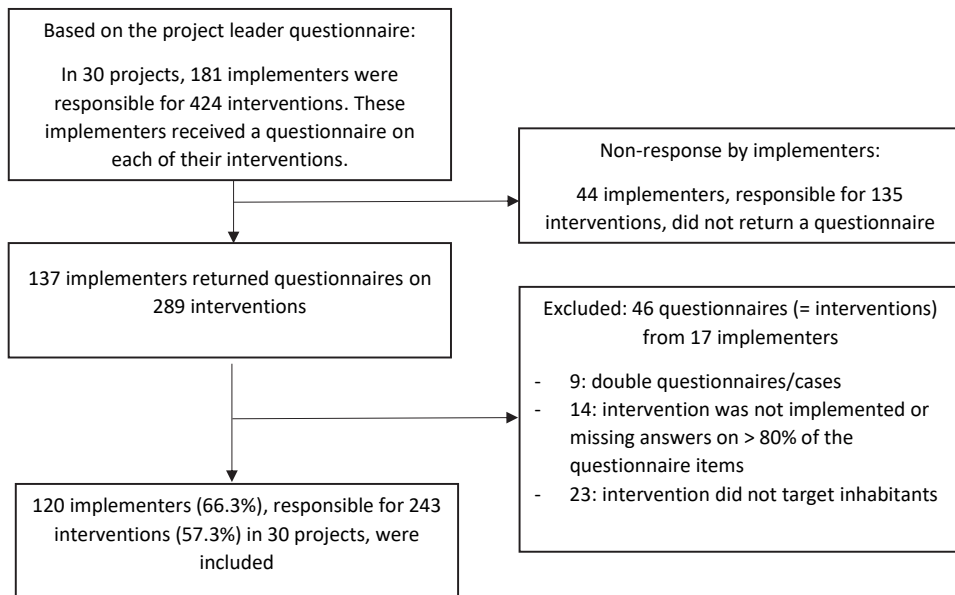 Based on the project leader questionnaire:
In 30 projects, 181 implementers were
responsible for 424 interventions. These
implementers received a questionnaire on
each of their interventions.
Non-response by implementers:
44 implementers, responsible for 135
interventions, did not return a questionnaire
137 implementers returned questionnaires on
289 interventions
Excluded: 46 questionnaires (= interventions)
from 17 implementers
- 9: double questionnaires/cases
- 14: intervention was not implemented or
missing answers on > 80% of the
questionnaire items
- 23: intervention did not target inhabitants
120 implementers (66.3%), responsible for 243
interventions (57.3%) in 30 projects, were
included